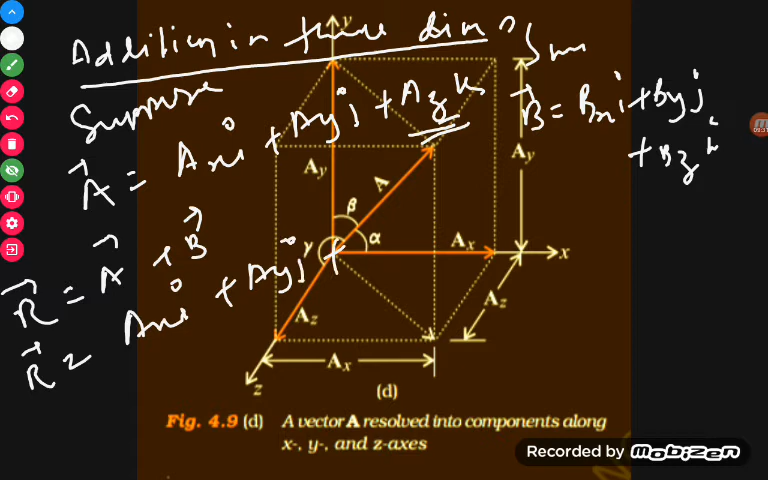 Addition in three dim
Suppose
A = Axi + Ayj + Azk
B = Bxi + Byj
+ Bzk
R = A + B
R = Axi + Ayj +
y
Ay
A
Ay
β
γ
α
Ax
x
Az
Az
Ax
z
(d)
Fig. 4.9 (d) A vector A resolved into components along
x-, y-, and z-axes
Recorded by mobizen